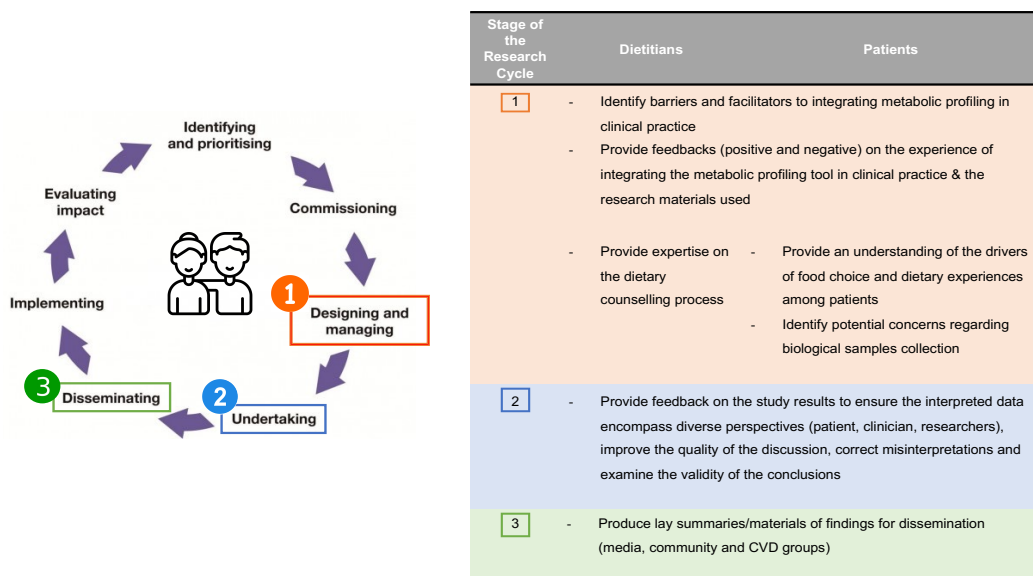 Identifying
and prioritising
Commissioning
1
Designing and
managing
2
Undertaking
3
Disseminating
Implementing
Evaluating
impact
Stage of
the
Research
Cycle
Dietitians
Patients
1
- Identify barriers and facilitators to integrating metabolic profiling in
clinical practice
- Provide feedbacks (positive and negative) on the experience of
integrating the metabolic profiling tool in clinical practice & the
research materials used
- Provide expertise on
the dietary
counselling process
- Provide an understanding of the drivers
of food choice and dietary experiences
among patients
- Identify potential concerns regarding
biological samples collection
2
- Provide feedback on the study results to ensure the interpreted data
encompass diverse perspectives (patient, clinician, researchers),
improve the quality of the discussion, correct misinterpretations and
examine the validity of the conclusions
3
- Produce lay summaries/materials of findings for dissemination
(media, community and CVD groups)